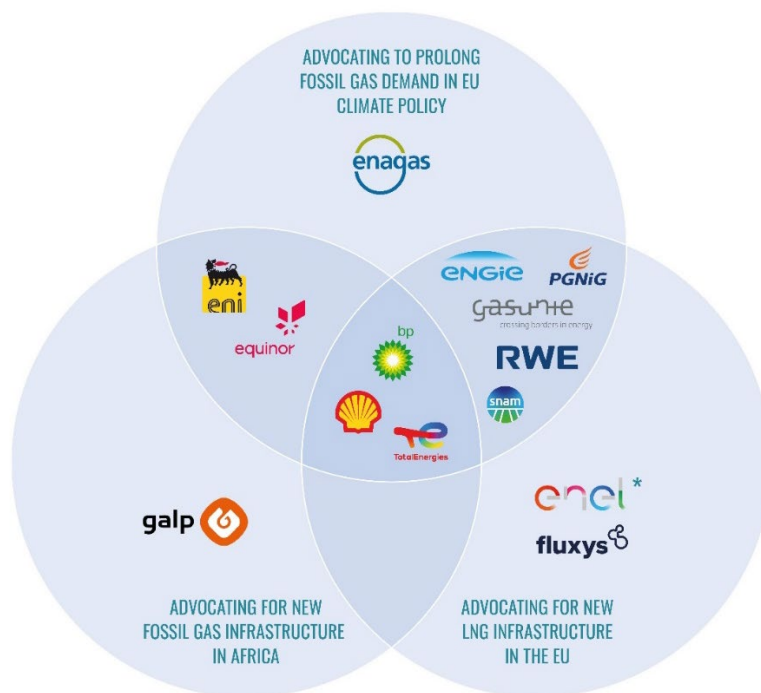 ADVOCATING TO PROLONG
FOSSIL GAS DEMAND IN EU
CLIMATE POLICY
enagas
eni
equinor
ENGIE
PGNiG
gasunie
crossing borders in energy
bp
RWE
snam
TotalEnergies
galp
enel*
fluxys
ADVOCATING FOR NEW
FOSSIL GAS INFRASTRUCTURE
IN AFRICA
ADVOCATING FOR NEW
LNG INFRASTRUCTURE
IN THE EU